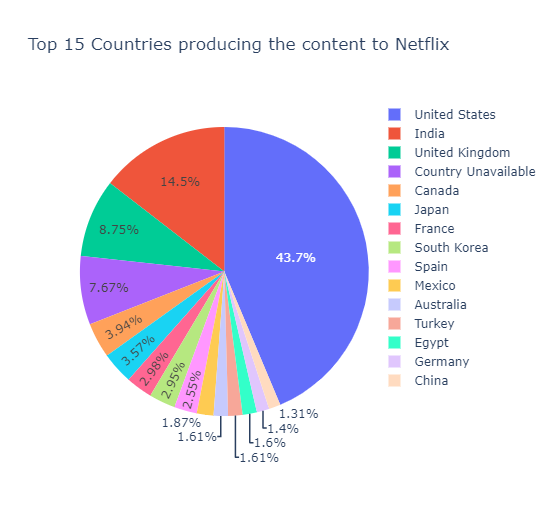 Top 15 Countries producing the content to Netflix
United States
India
United Kingdom
Country Unavailable
Canada
Japan
France
South Korea
Spain
Mexico
Australia
Turkey
Egypt
Germany
China
43.7%
14.5%
8.75%
7.67%
3.94%
3.57%
2.98%
2.95%
2.55%
1.87%
1.61%
1.61%
1.6%
1.4%
1.31%